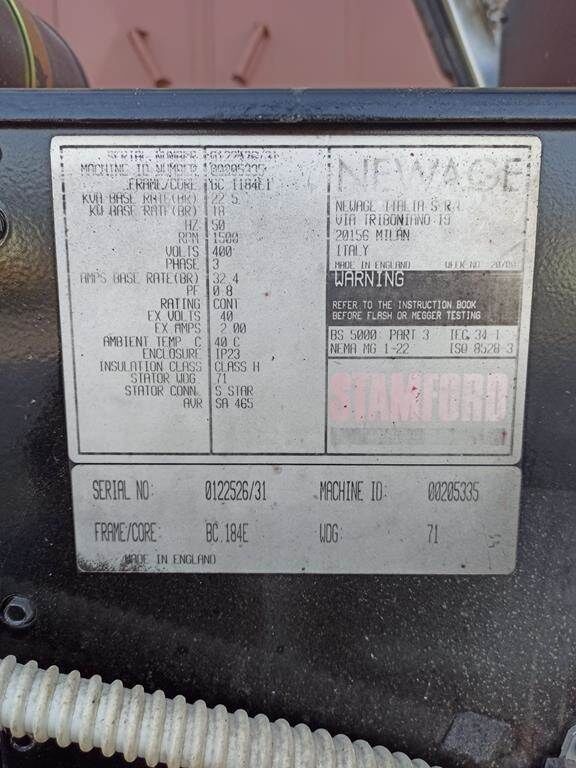 SERIAL NUMBER
MACHINE ID NUMBER 00205335
FRAME/CORE BC 1184E1
KVA BASE RATE(BR) 22.5
KW BASE RATE(BR) 18
HZ 50
RPM 1500
VOLTS 400
PHASE 3
AMPS BASE RATE(BR) 32.4
PF 0.8
RATING CONT
EX VOLTS 40
EX AMPS 2.00
AMBIENT TEMP C 40 C
ENCLOSURE IP23
INSULATION CLASS CLASS H
STATOR WDG 71
STATOR CONN. S STAR
AVR SA 465
NEWAGE
NEWAGE ITALIA S.R.L
VIA TRIBONIANO 19
20156 MILAN
ITALY
MADE IN ENGLAND WEEK NO.
WARNING
REFER TO THE INSTRUCTION BOOK
BEFORE FLASH OR MEGGER TESTING
BS 5000 PART 3 IEC 34-1
NEMA MG 1-22 ISO 8528-3
STAMFORD
SERIAL NO: 0122526/31 MACHINE ID: 00205335
FRAME/CORE: BC 184E WDG 71
MADE IN ENGLAND